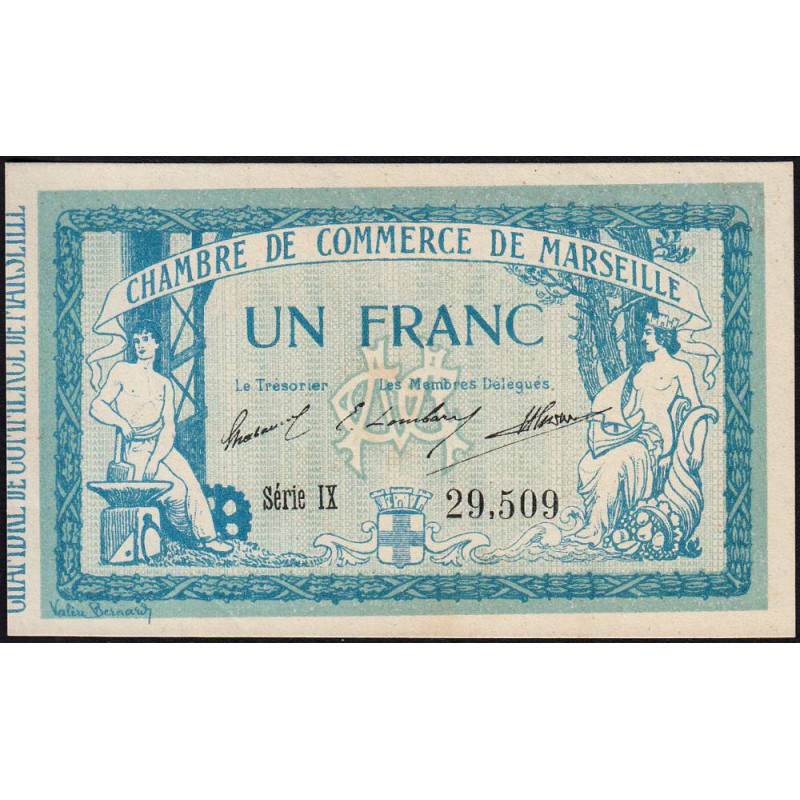 CHAMBRE DE COMMERCE DE MARSEILLE
CHAMBRE DE COMMERCE DE MARSEILLE
UN FRANC
Le Trésorier Les Membres Délégués,
E. Lombard
Série IX 29,509
Valère Bernard